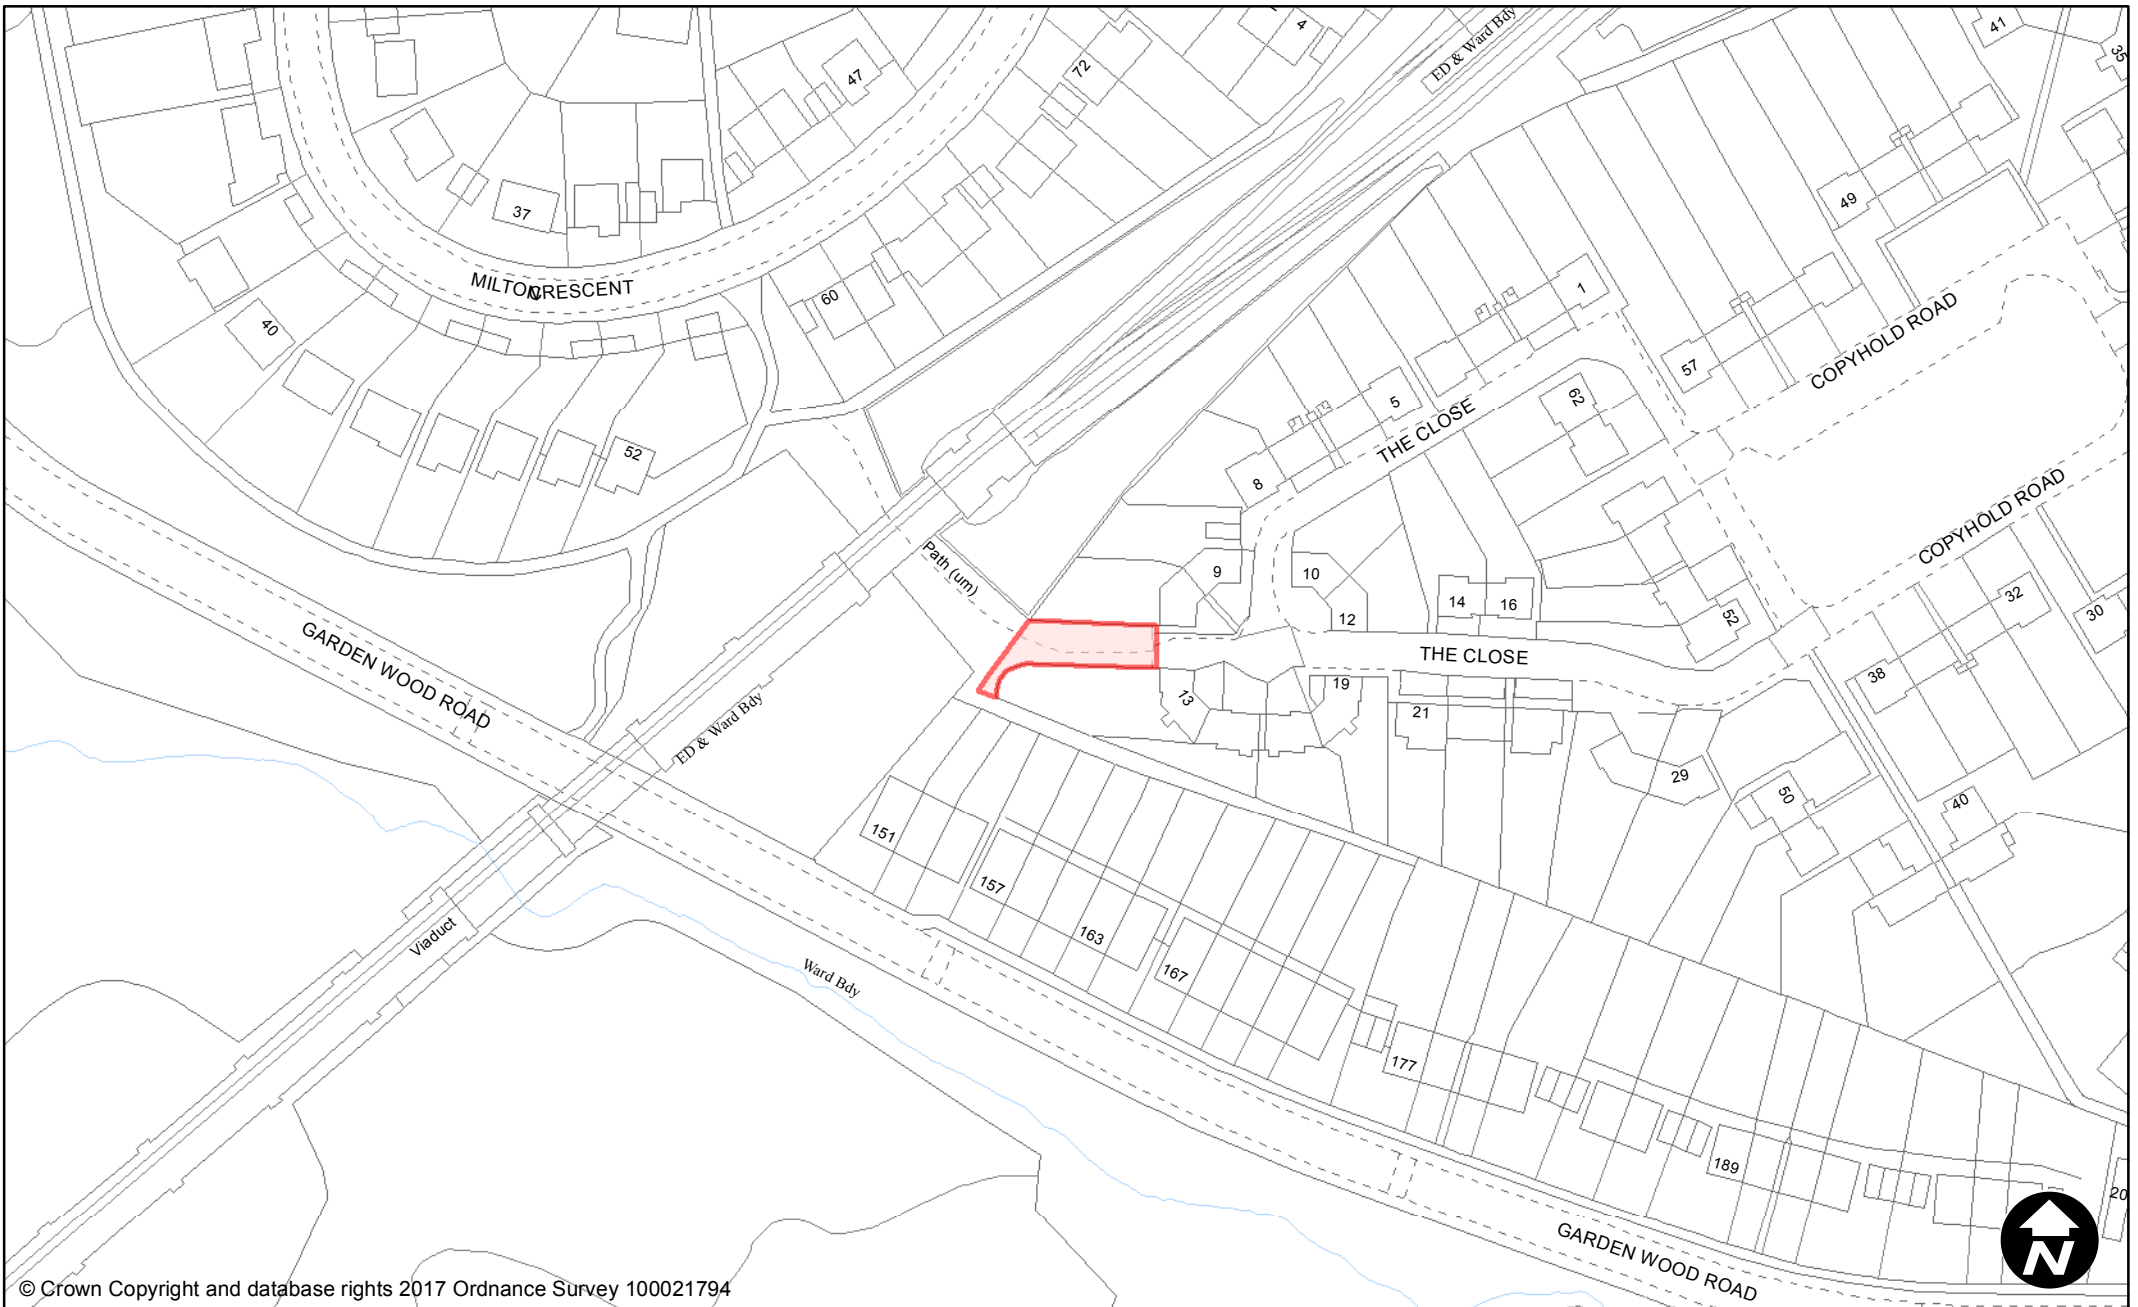 4
ED & Ward Bdy
41
35
47
72
49
37
MILTON CRESCENT
60
1
40
57
COPYHOLD ROAD
5
62
THE CLOSE
52
8
COPYHOLD ROAD
Path (um)
9
10
14
16
12
32
30
52
GARDEN WOOD ROAD
THE CLOSE
38
13
19
ED & Ward Bdy
21
29
50
40
151
157
163
Viaduct
167
Ward Bdy
177
189
20
GARDEN WOOD ROAD
N
© Crown Copyright and database rights 2017 Ordnance Survey 100021794